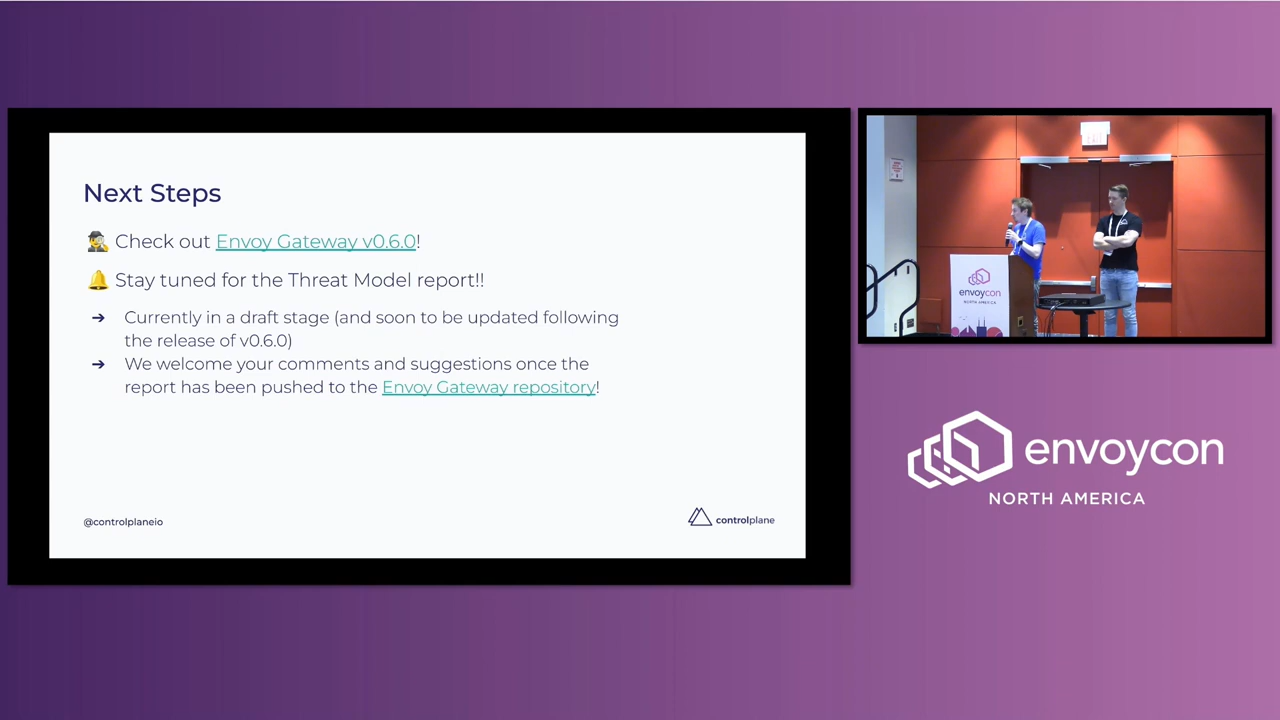 Next Steps
🕵️ Check out Envoy Gateway v0.6.0!
🔔 Stay tuned for the Threat Model report!!
➔ Currently in a draft stage (and soon to be updated following
the release of v0.6.0)
➔ We welcome your comments and suggestions once the
report has been pushed to the Envoy Gateway repository!
@controlplaneio
controlplane
envoycon
NORTH AMERICA
envoycon
NORTH AMERICA